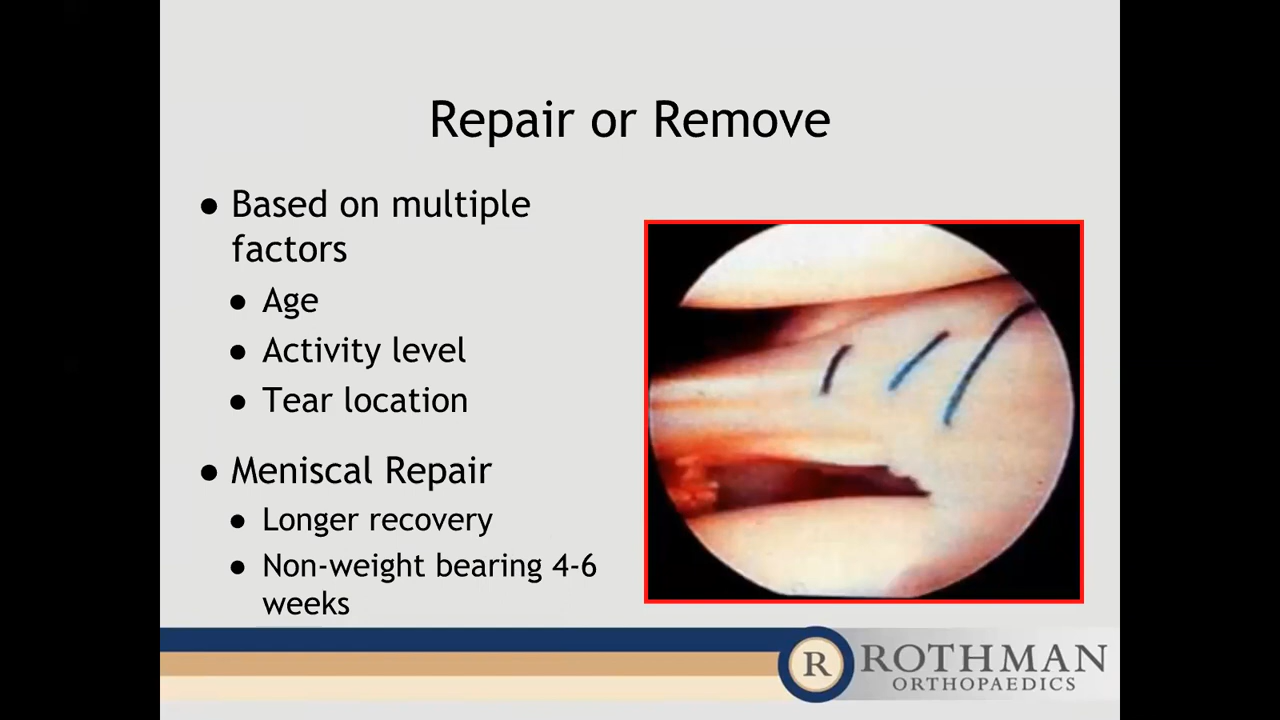 Repair or Remove
● Based on multiple
factors
● Age
● Activity level
● Tear location
● Meniscal Repair
● Longer recovery
● Non-weight bearing 4-6
weeks
R ROTHMAN
ORTHOPAEDICS